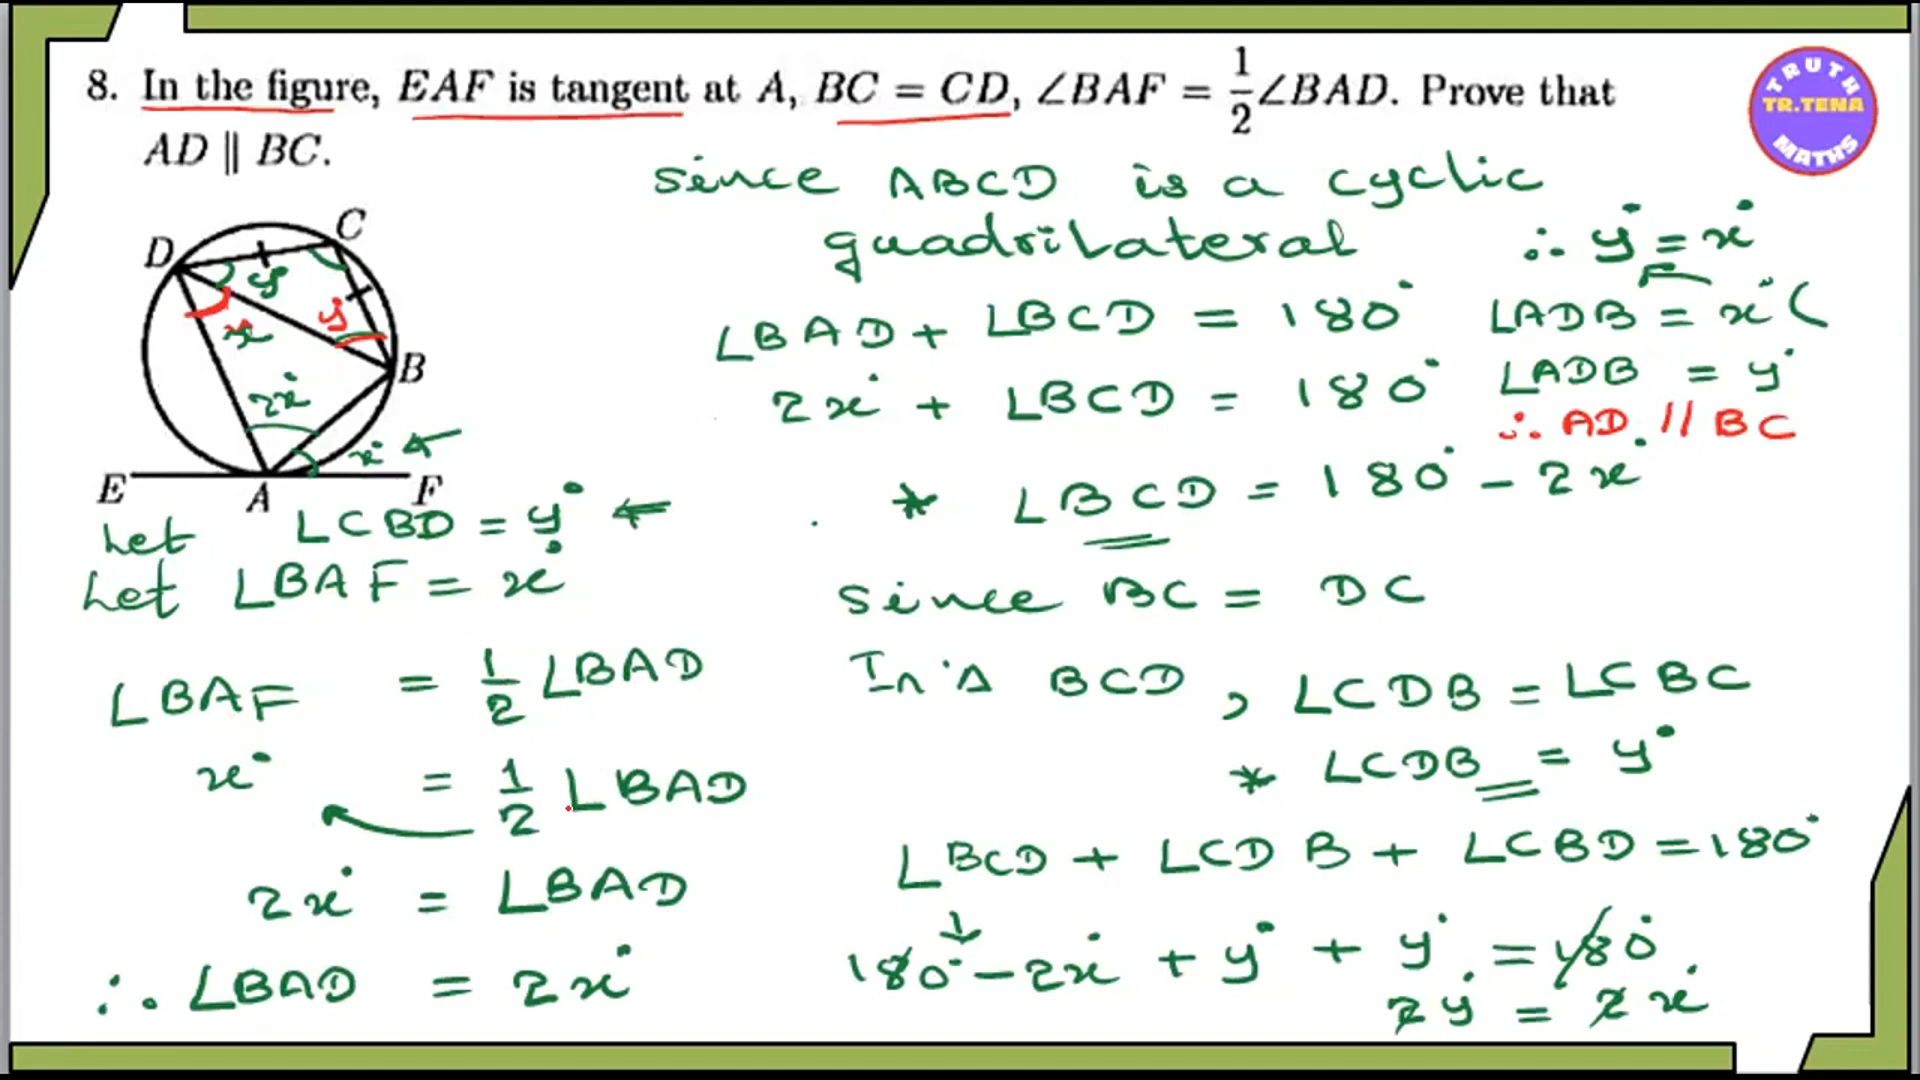 8. In the figure, EAF is tangent at A, BC = CD, ∠BAF = 1/2∠BAD. Prove that
AD ∥ BC.
TRUTH
TR.TENA
MATHS
D
C
y
x
y
2x°
B
x°
E
A
F
Let ∠CBD = y°
Let ∠BAF = x°
∠BAF = 1/2 ∠BAD
x° = 1/2 ∠BAD
2x° = ∠BAD
∴ ∠BAD = 2x°
since ABCD is a cyclic
quadrilateral
∠BAD + ∠BCD = 180°
2x° + ∠BCD = 180°
* ∠BCD = 180° - 2x°
since BC = DC
In Δ BCD, ∠CDB = ∠CBC
* ∠CDB = y°
∠BCD + ∠CDB + ∠CBD = 180°
180° - 2x° + y° + y° = 180°
2y° = 2x°
∴ y° = x°
∠ADB = x° (
∠ADB = y°
∴ AD // BC